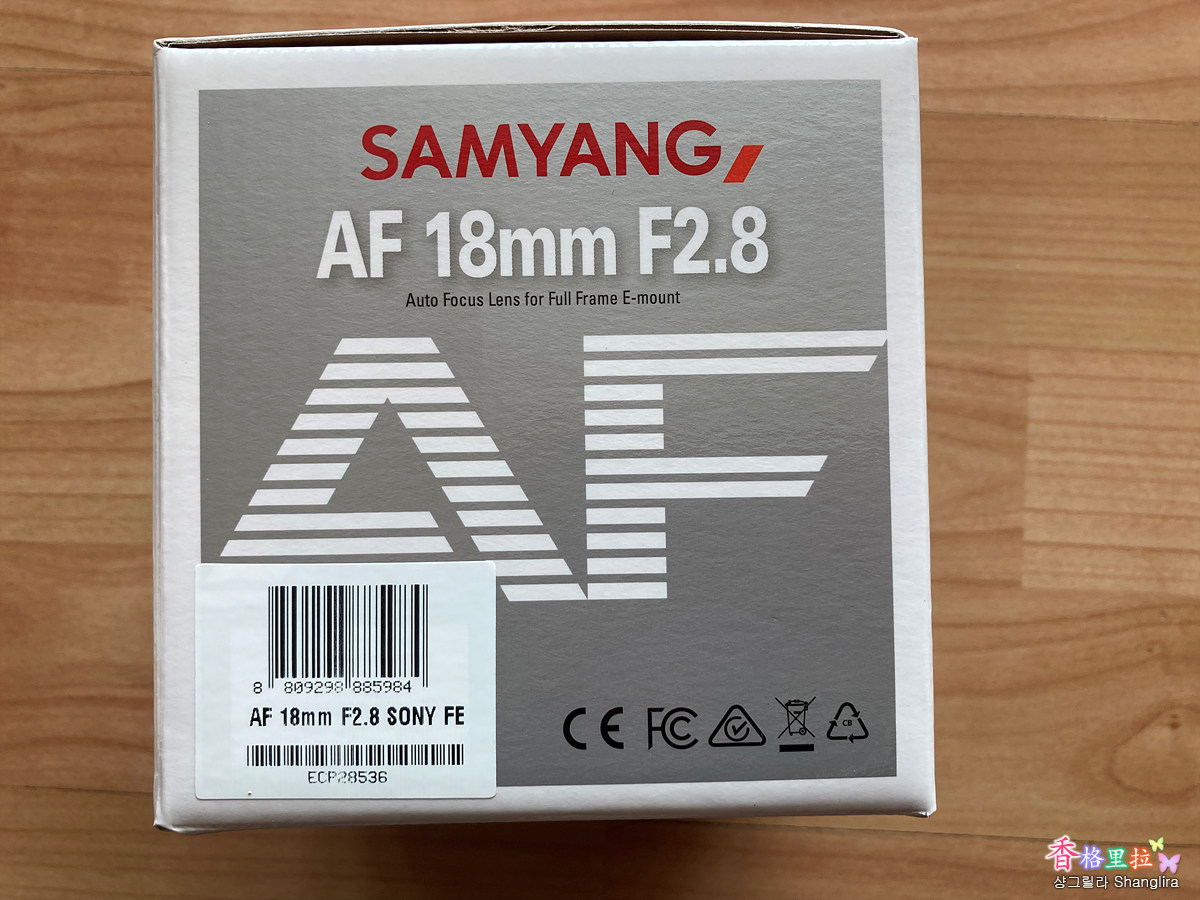 SAMYANG
AF 18mm F2.8
Auto Focus Lens for Full Frame E-mount
AF
8 809298 885984
AF 18mm F2.8 SONY FE
ECP28536
CE FC CB
香格里拉
샹그릴라 Shanglira